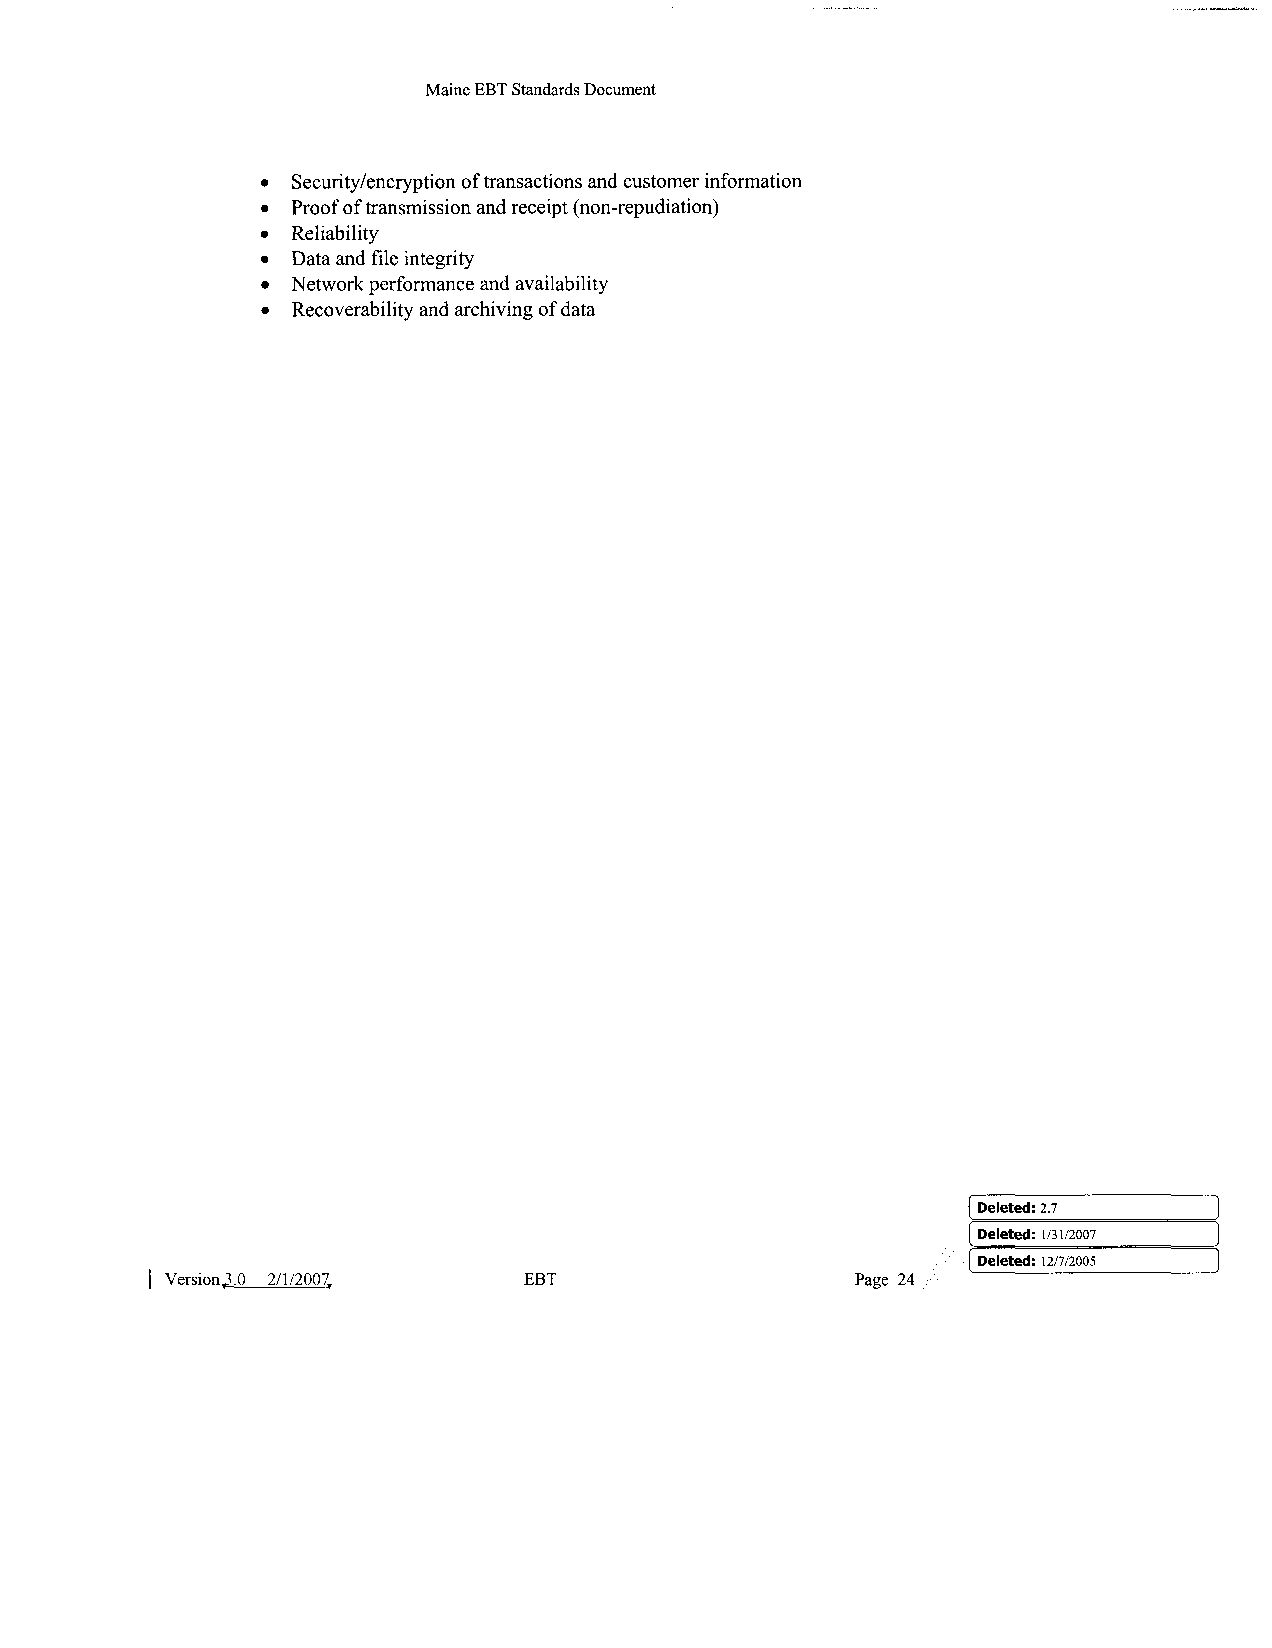 Maine EBT Standards Document
• Security/encryption of transactions and customer information
• Proof of transmission and receipt (non-repudiation)
• Reliability
• Data and file integrity
• Network performance and availability
• Recoverability and archiving of data
Deleted: 2.7
Deleted: 1/31/2007
Deleted: 12/7/2005
Version 3.0 2/1/2007 EBT Page 24